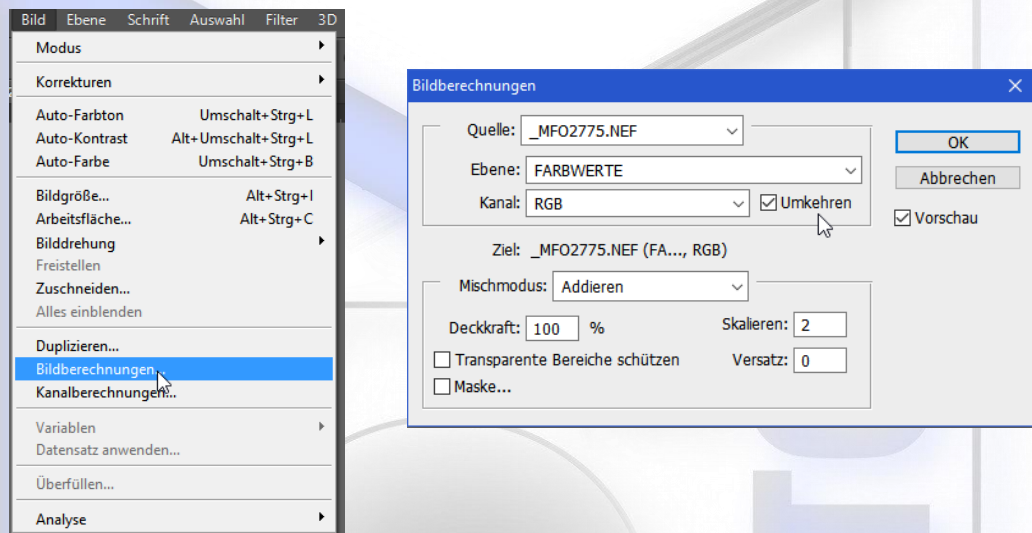 Bild Ebene Schrift Auswahl Filter 3D
Modus
Korrekturen
Auto-Farbton Umschalt+Strg+L
Auto-Kontrast Alt+Umschalt+Strg+L
Auto-Farbe Umschalt+Strg+B
Bildgröße... Alt+Strg+I
Arbeitsfläche... Alt+Strg+C
Bilddrehung
Freistellen
Zuschneiden...
Alles einblenden
Duplizieren...
Bildberechnungen...
Kanalberechnungen...
Variablen
Datensatz anwenden...
Überfüllen...
Analyse
Bildberechnungen
Quelle: _MFO2775.NEF
Ebene: FARBWERTE
Kanal: RGB Umkehren
Ziel: _MFO2775.NEF (FA..., RGB)
Mischmodus: Addieren
Deckkraft: 100 % Skalieren: 2
Transparente Bereiche schützen Versatz: 0
Maske...
OK
Abbrechen
Vorschau